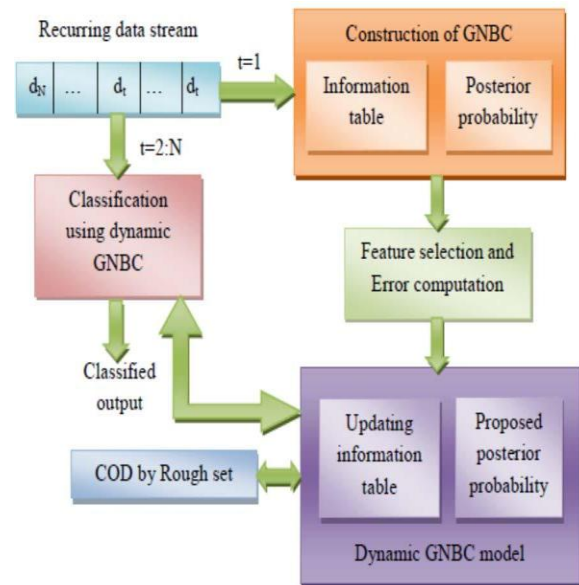 Recurring data stream
d_N ... d_t ... d_t
t=1
t=2:N
Construction of GNBC
Information
table
Posterior
probability
Classification
using dynamic
GNBC
Feature selection and
Error computation
Classified
output
COD by Rough set
Updating
information
table
Proposed
posterior
probability
Dynamic GNBC model